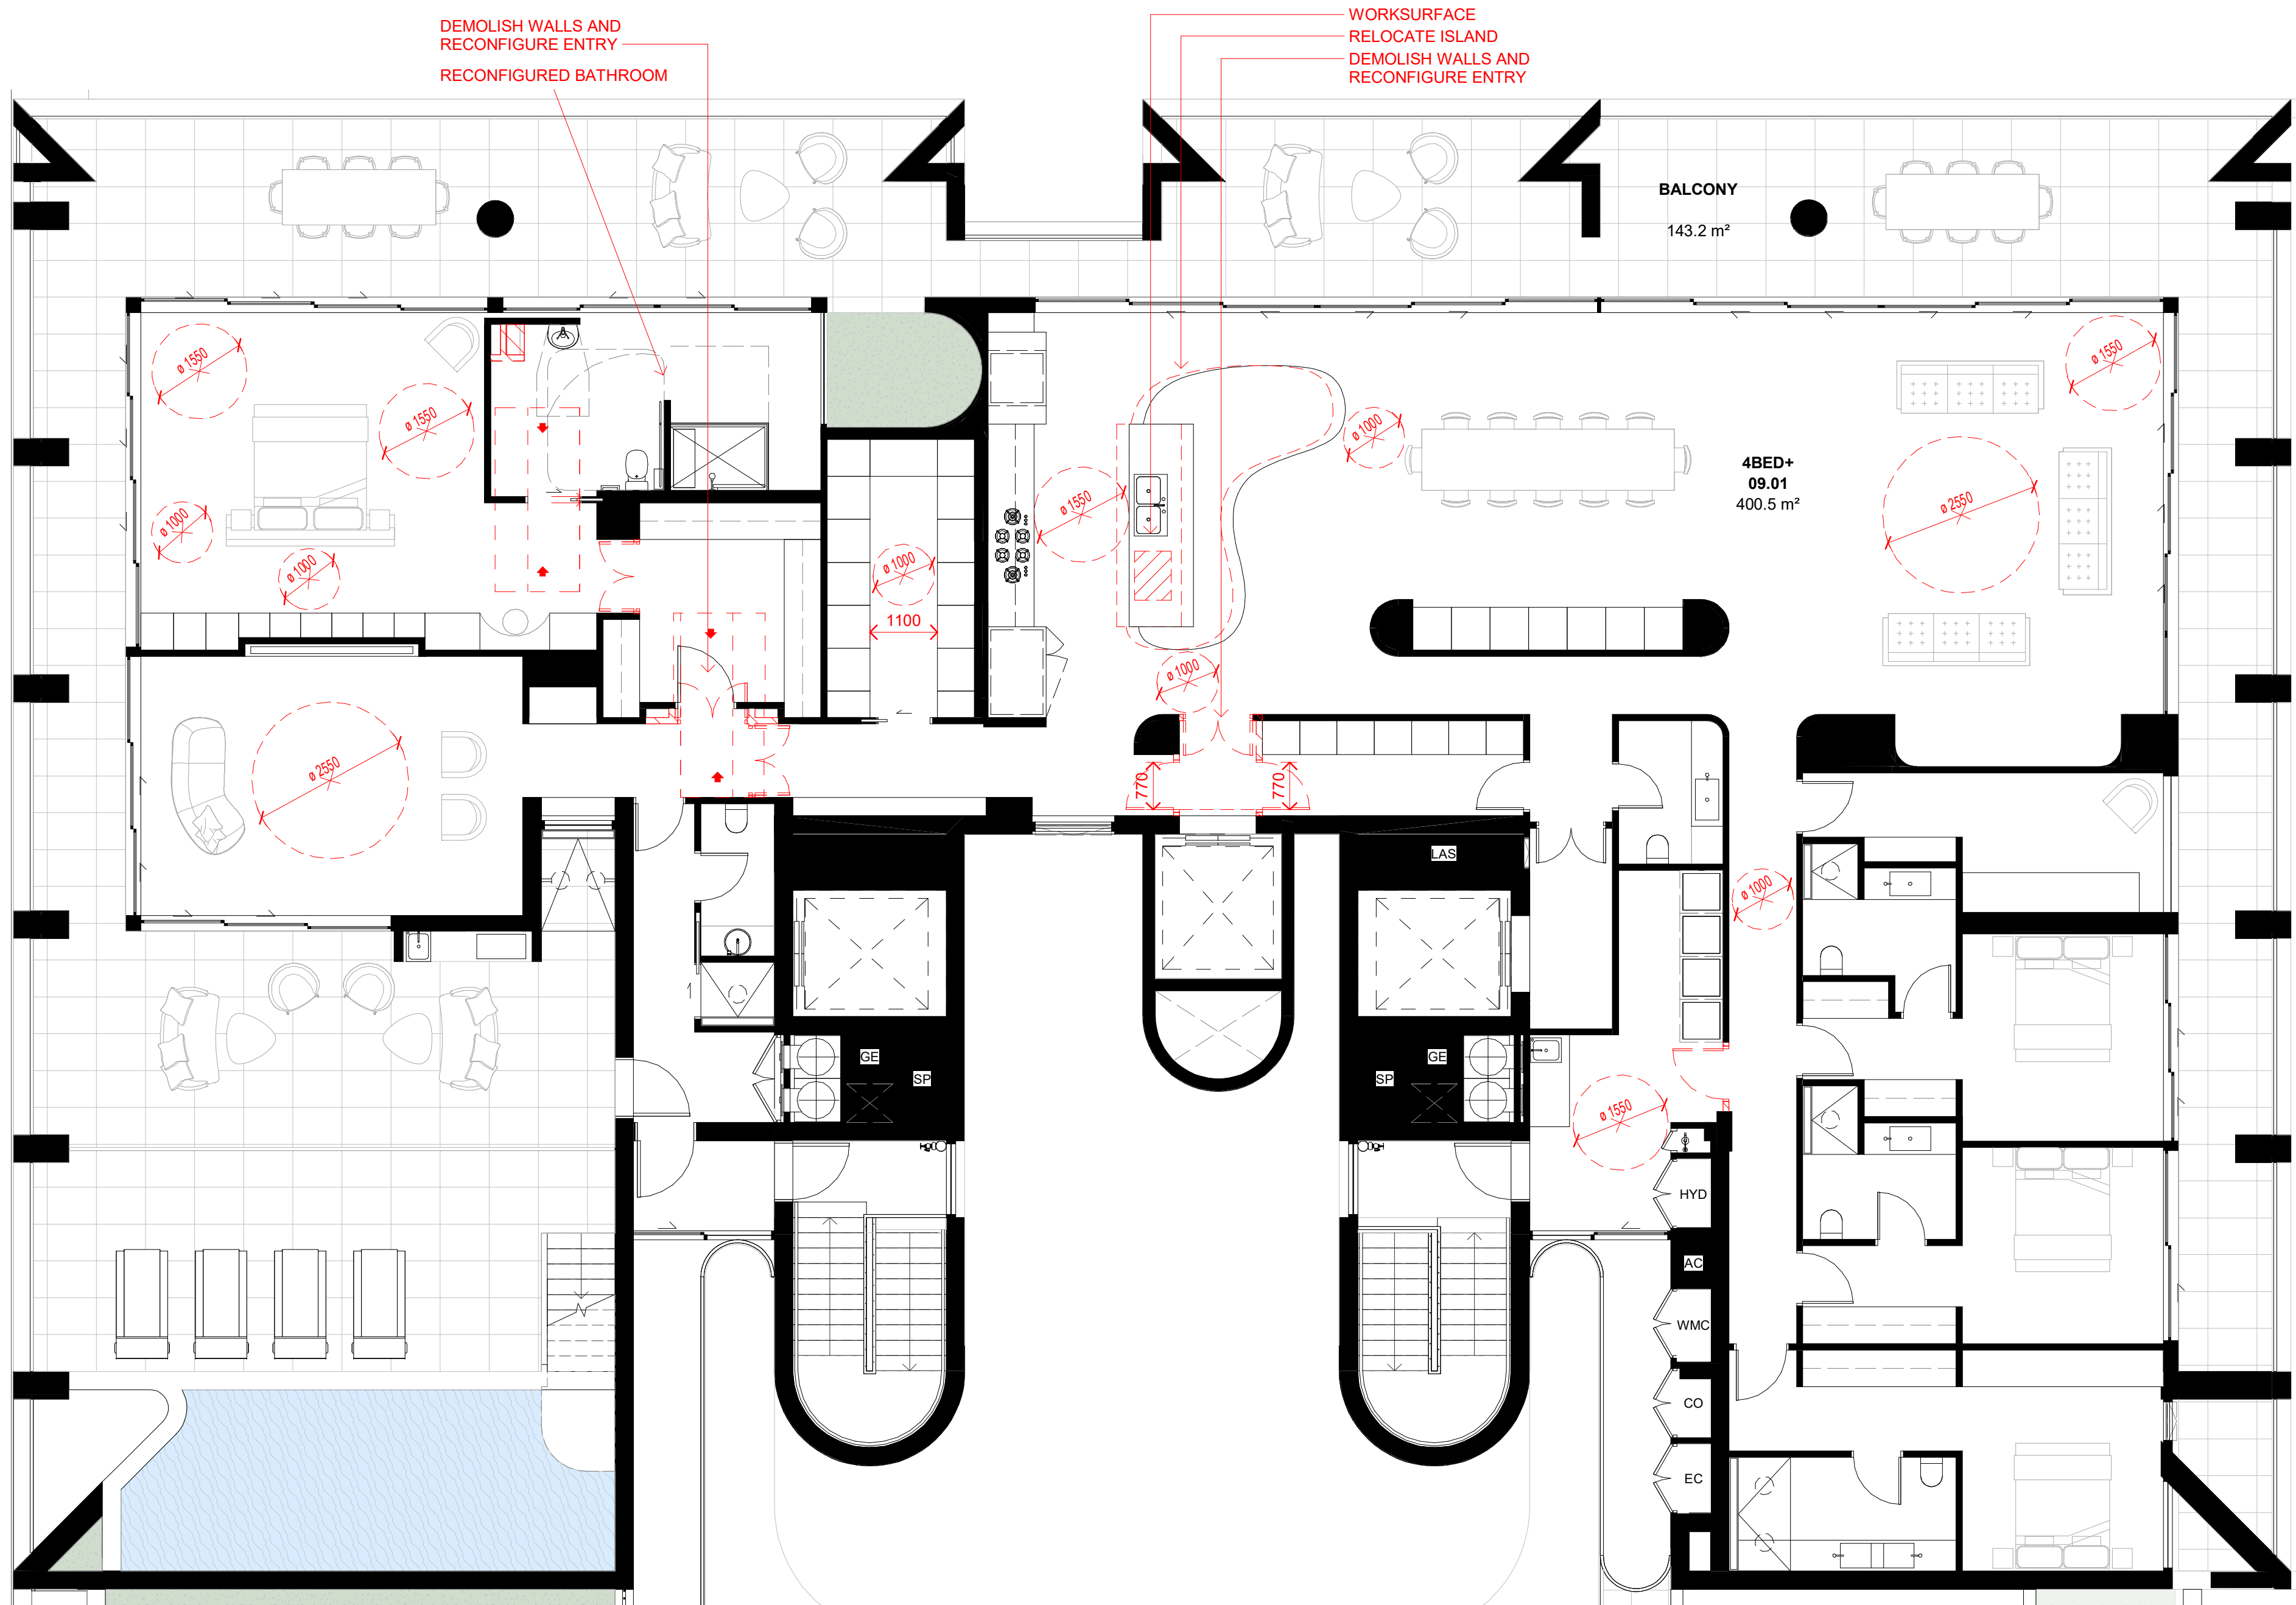 DEMOLISH WALLS AND
RECONFIGURE ENTRY
RECONFIGURED BATHROOM
WORKSURFACE
RELOCATE ISLAND
DEMOLISH WALLS AND
RECONFIGURE ENTRY
BALCONY
143.2 m²
ø 1550
ø 1550
ø 1000
ø 1000
ø 1000
1100
ø 1550
ø 1000
ø 1000
4BED+
09.01
400.5 m²
ø 1550
ø 2550
ø 2550
770
770
LAS
ø 1000
GE
SP
SP
GE
ø 1550
HYD
AC
WMC
CO
EC